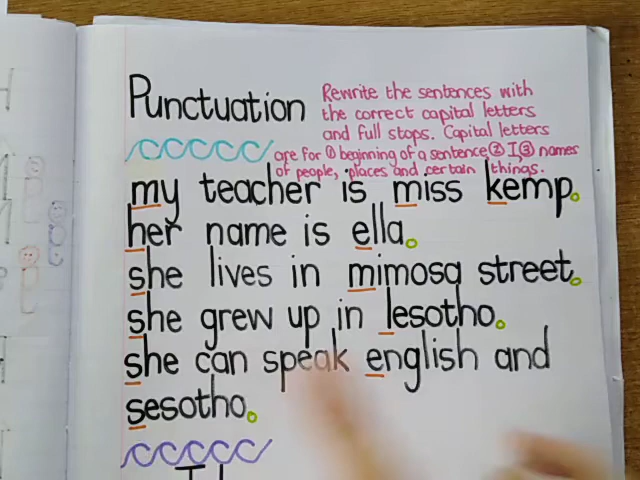 Punctuation
Rewrite the sentences with
the correct capital letters
and full stops. Capital letters
are for ① beginning of a sentence ② I ③ names
of people, places and certain things.
my teacher is miss kemp.
her name is ella.
she lives in mimosa street.
she grew up in lesotho.
she can speak english and
sesotho.